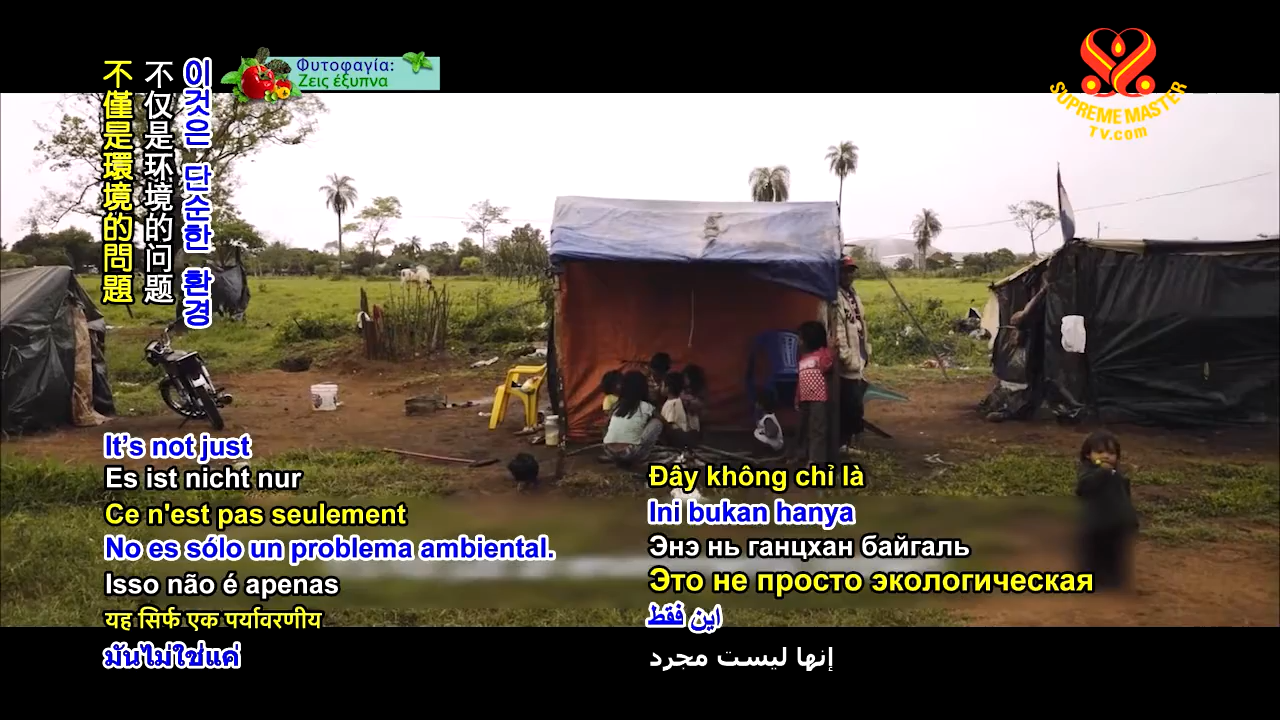 不僅是環境的問題
不仅是环境的问题
이것은 단순한 환경
Φυτοφαγία:
Ζεις έξυπνα
SUPREME MASTER
TV.com
It's not just
Es ist nicht nur
Ce n'est pas seulement
No es sólo un problema ambiental.
Isso não é apenas
यह सिर्फ एक पर्यावरणीय
มันไม่ใช่แค่
Đây không chỉ là
Ini bukan hanya
Энэ нь ганцхан байгаль
Это не просто экологическая
این فقط
إنها ليست مجرد